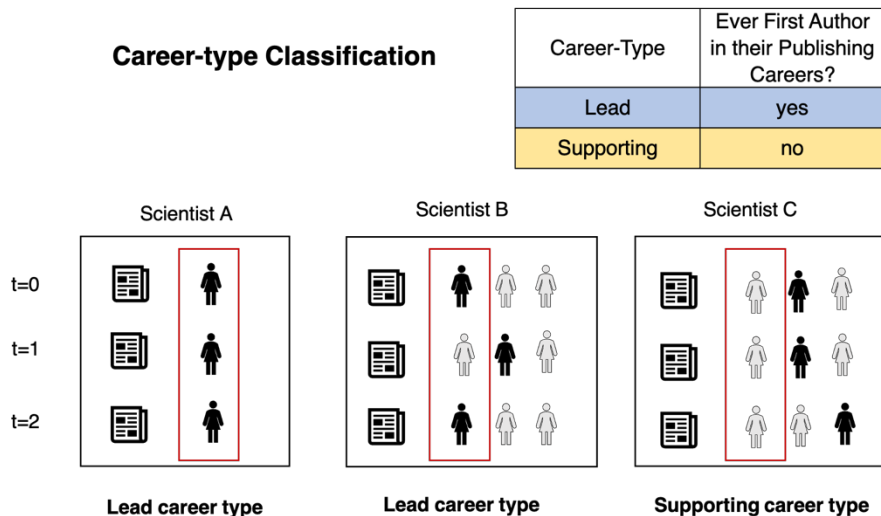 Career-type Classification
Career-Type
Ever First Author
in their Publishing
Careers?
Lead
yes
Supporting
no
Scientist A
Scientist B
Scientist C
t=0
t=1
t=2
Lead career type
Lead career type
Supporting career type